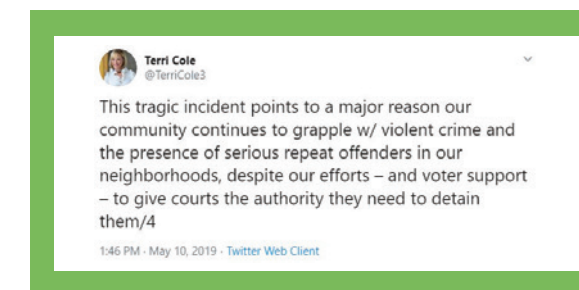 Terri Cole
@TerriCole3
This tragic incident points to a major reason our
community continues to grapple w/ violent crime and
the presence of serious repeat offenders in our
neighborhoods, despite our efforts – and voter support
– to give courts the authority they need to detain
them/4
1:46 PM · May 10, 2019 · Twitter Web Client